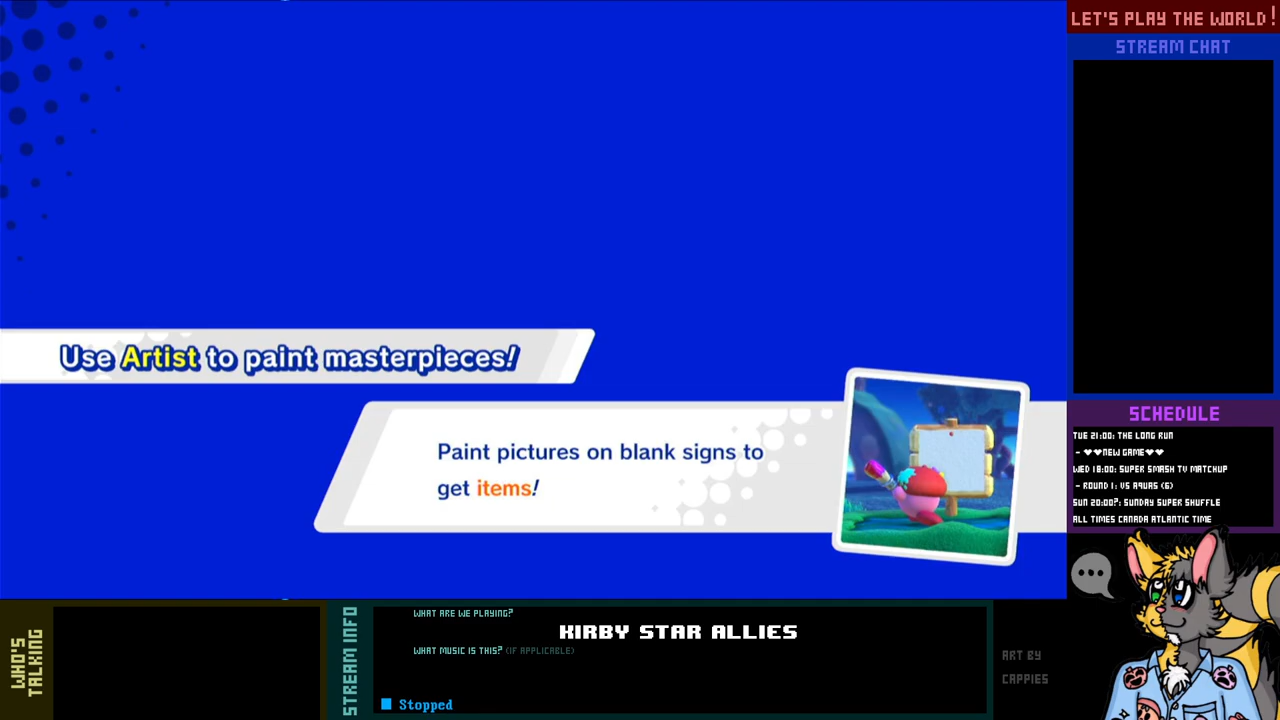 LET'S PLAY THE WORLD!
STREAM CHAT
Use Artist to paint masterpieces!
Paint pictures on blank signs to
get items!
SCHEDULE
TUE 21:00: THE LONG RUN
- ♥♥NEW GAME♥♥
WED 18:00: SUPER SMASH TV MATCHUP
- ROUND 1: VS AQUAS (6)
SUN 20:00?: SUNDAY SUPER SHUFFLE
ALL TIMES CANADA ATLANTIC TIME
WHO'S
TALKING
STREAM INFO
WHAT ARE WE PLAYING?
KIRBY STAR ALLIES
WHAT MUSIC IS THIS? (IF APPLICABLE)
Stopped
ART BY
CAPPIES